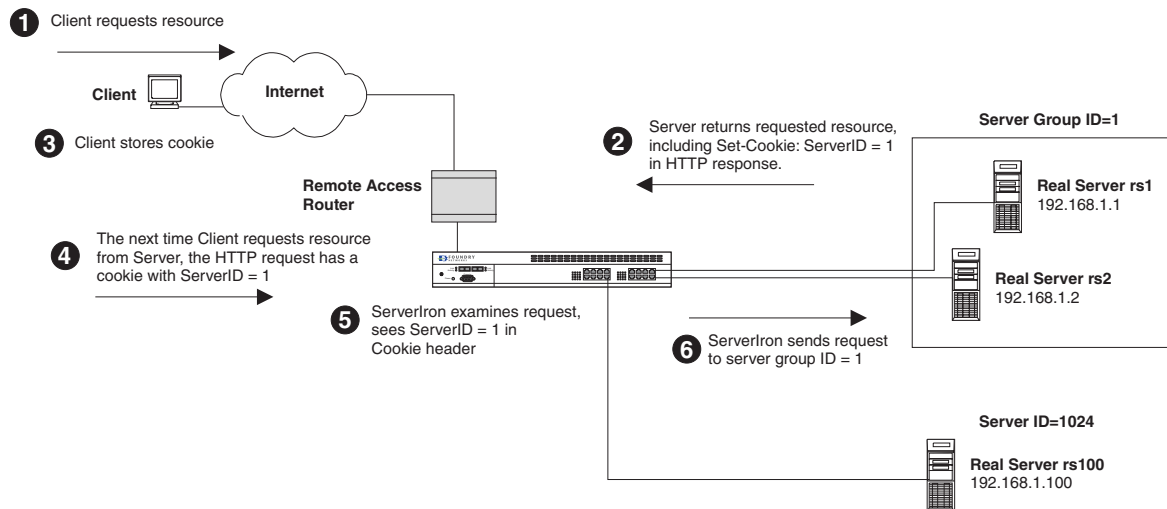 1 Client requests resource
Client
Internet
3 Client stores cookie
2 Server returns requested resource,
including Set-Cookie: ServerID = 1
in HTTP response.
Server Group ID=1
Real Server rs1
192.168.1.1
Remote Access
Router
4 The next time Client requests resource
from Server, the HTTP request has a
cookie with ServerID = 1
FOUNDRY
NETWORKS
Real Server rs2
192.168.1.2
5 ServerIron examines request,
sees ServerID = 1 in
Cookie header
6 ServerIron sends request
to server group ID = 1
Server ID=1024
Real Server rs100
192.168.1.100